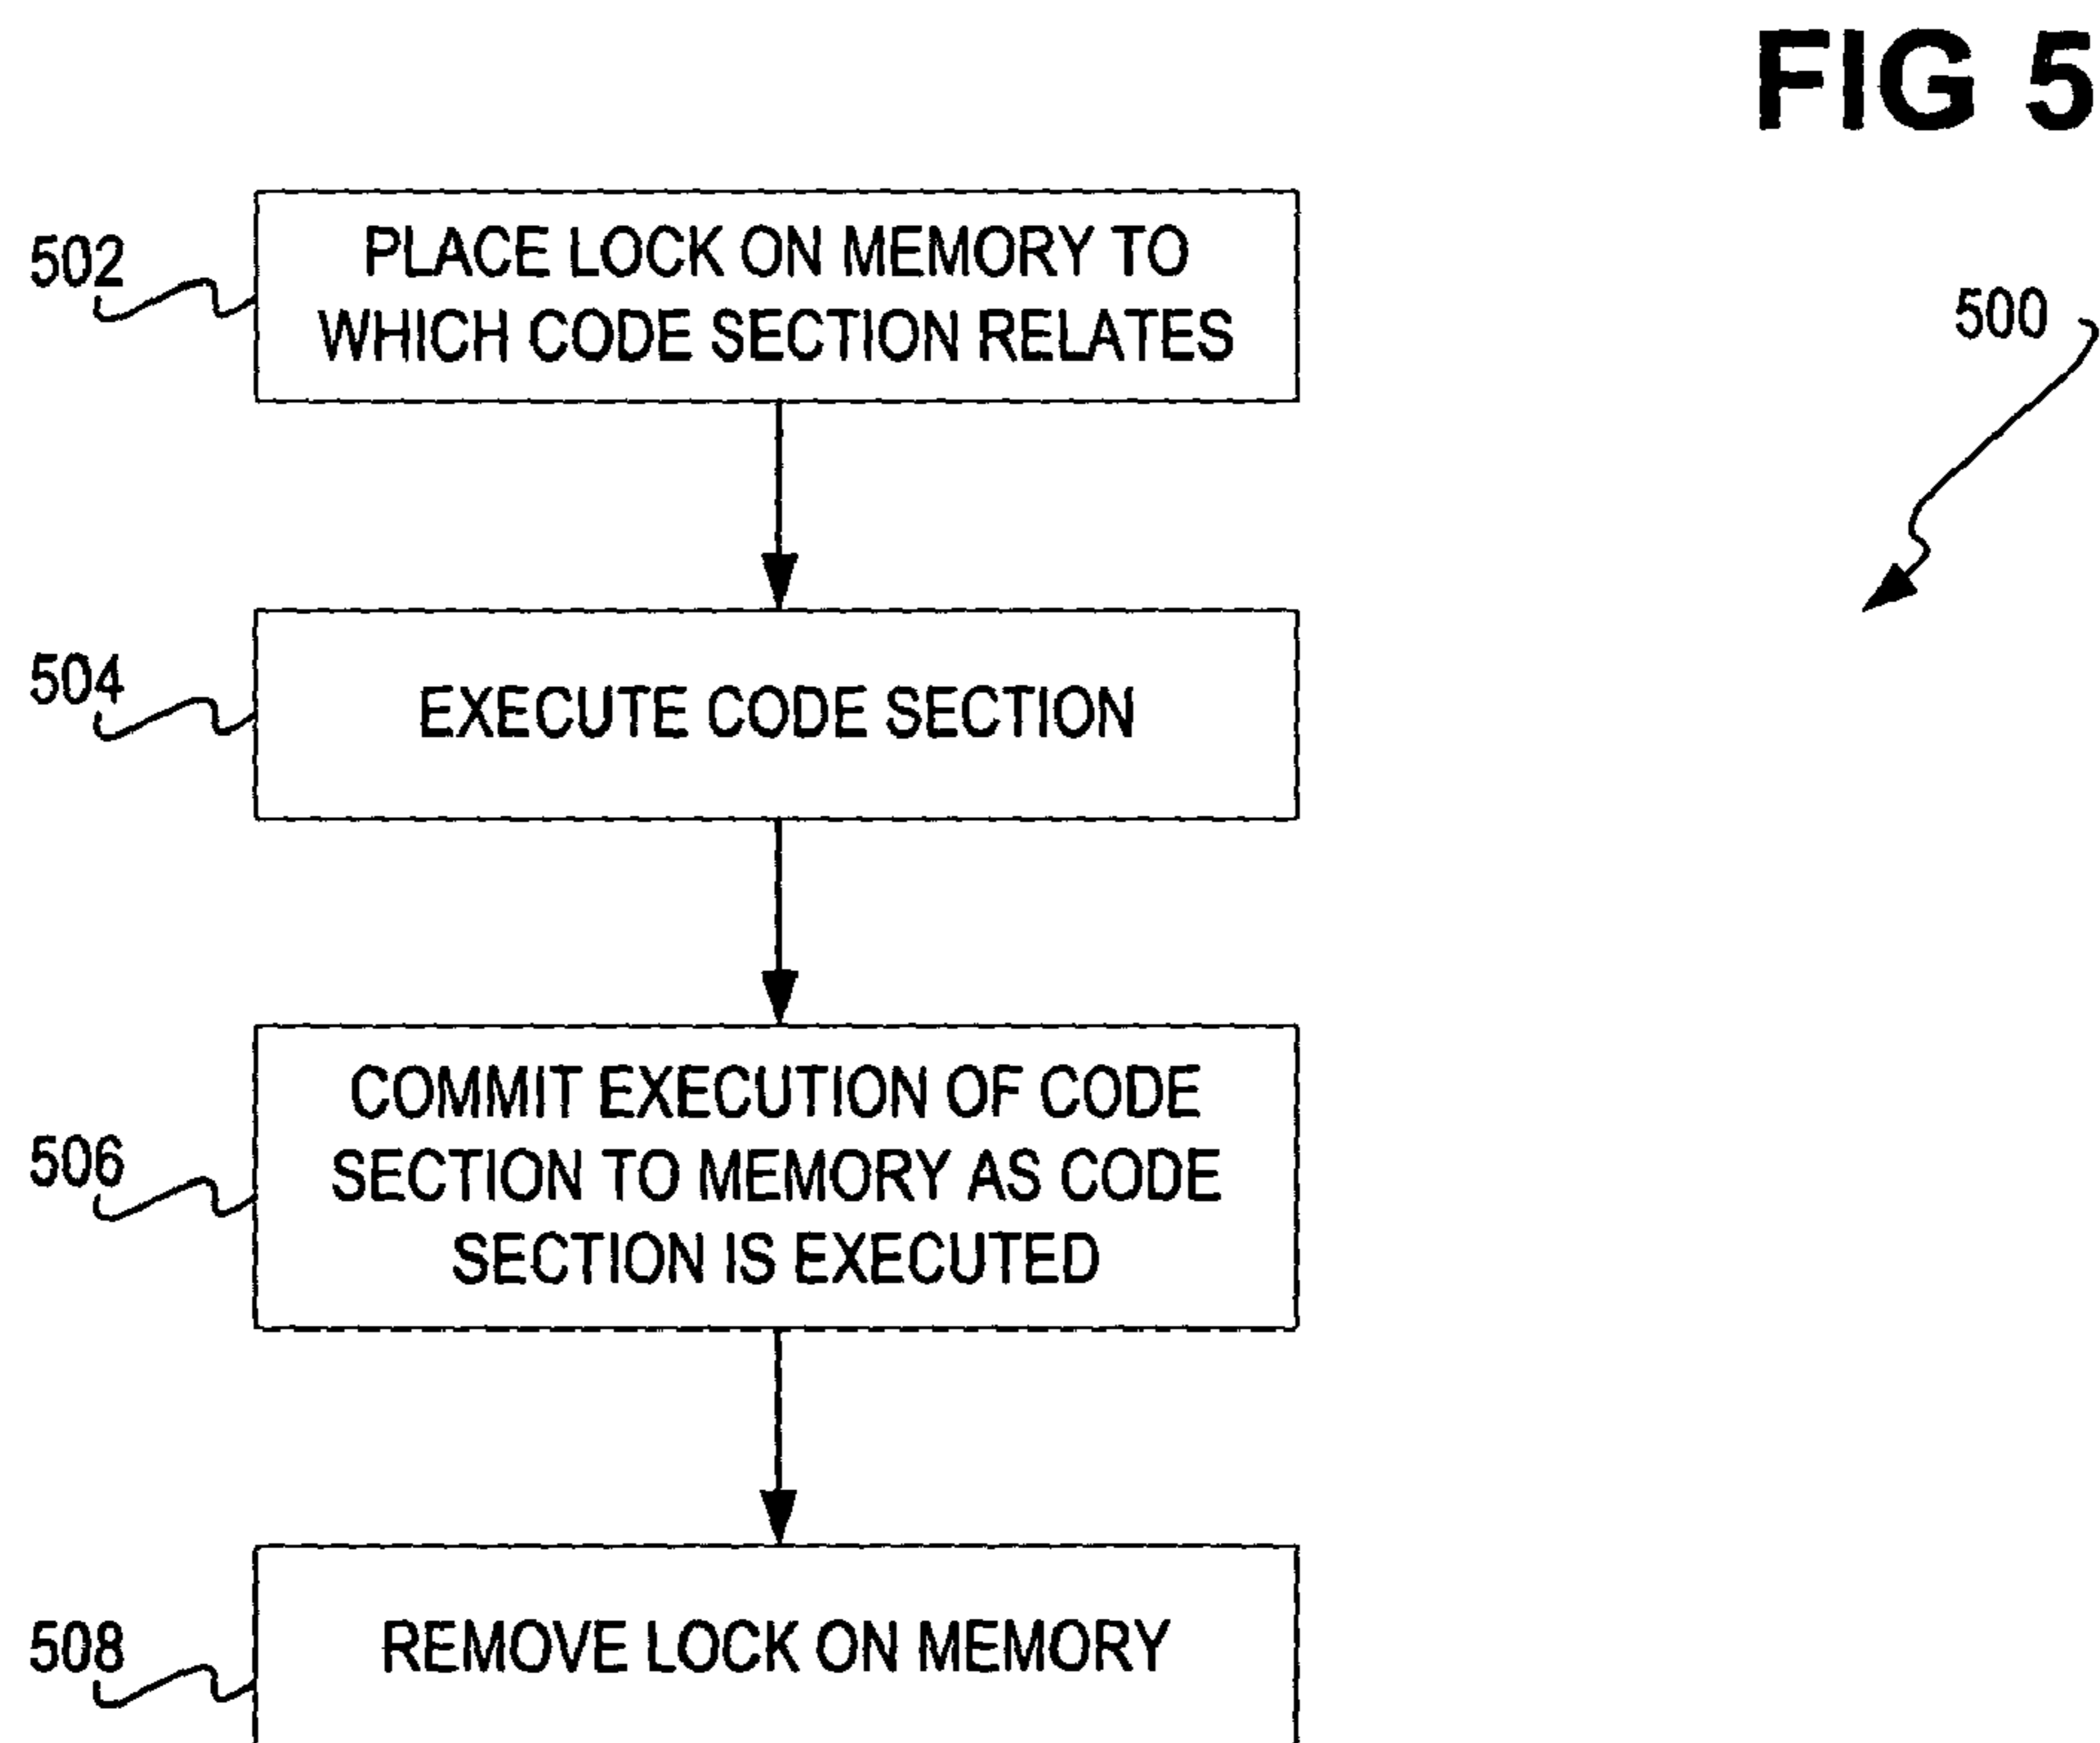 FIG 5
502
PLACE LOCK ON MEMORY TO
WHICH CODE SECTION RELATES
500
504
EXECUTE CODE SECTION
COMMIT EXECUTION OF CODE
506
SECTION TO MEMORY AS CODE
SECTION IS EXECUTED
508
REMOVE LOCK ON MEMORY